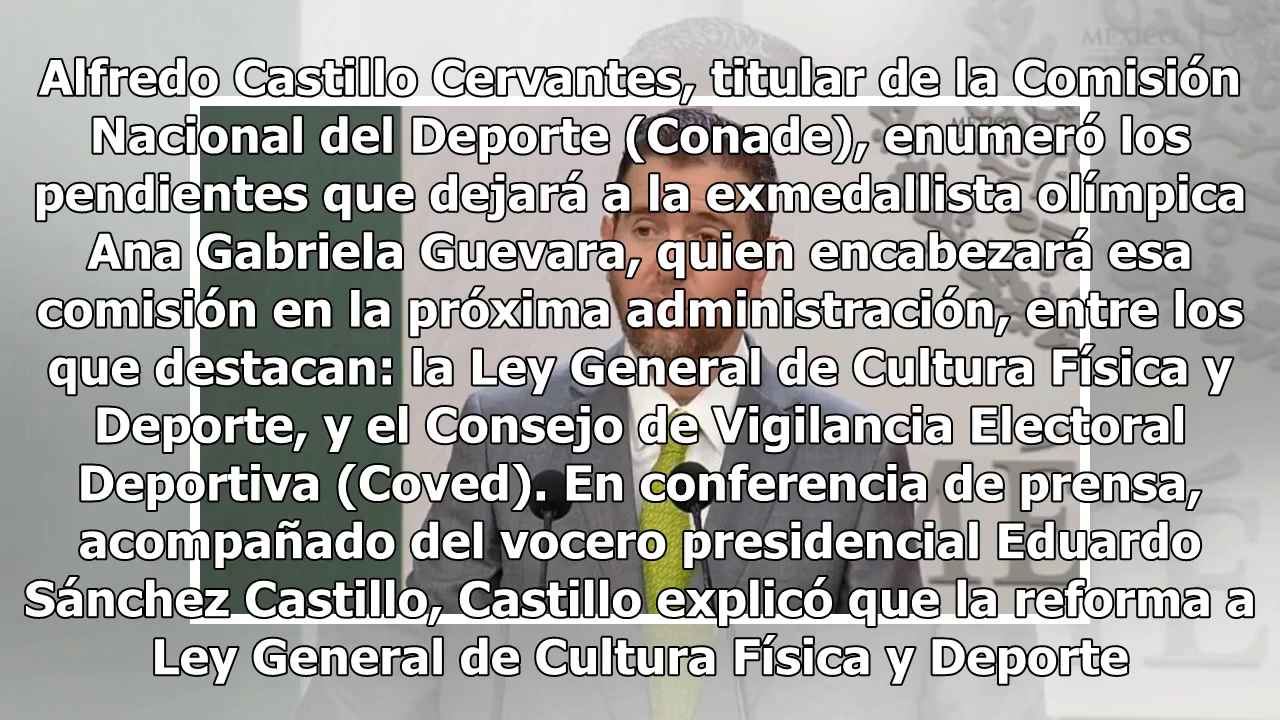 Alfredo Castillo Cervantes, titular de la Comisión
Nacional del Deporte (Conade), enumeró los
pendientes que dejará a la exmedallista olímpica
Ana Gabriela Guevara, quien encabezará esa
comisión en la próxima administración, entre los
que destacan: la Ley General de Cultura Física y
Deporte, y el Consejo de Vigilancia Electoral
Deportiva (Coved). En conferencia de prensa,
acompañado del vocero presidencial Eduardo
Sánchez Castillo, Castillo explicó que la reforma a
Ley General de Cultura Física y Deporte
MÉXICO